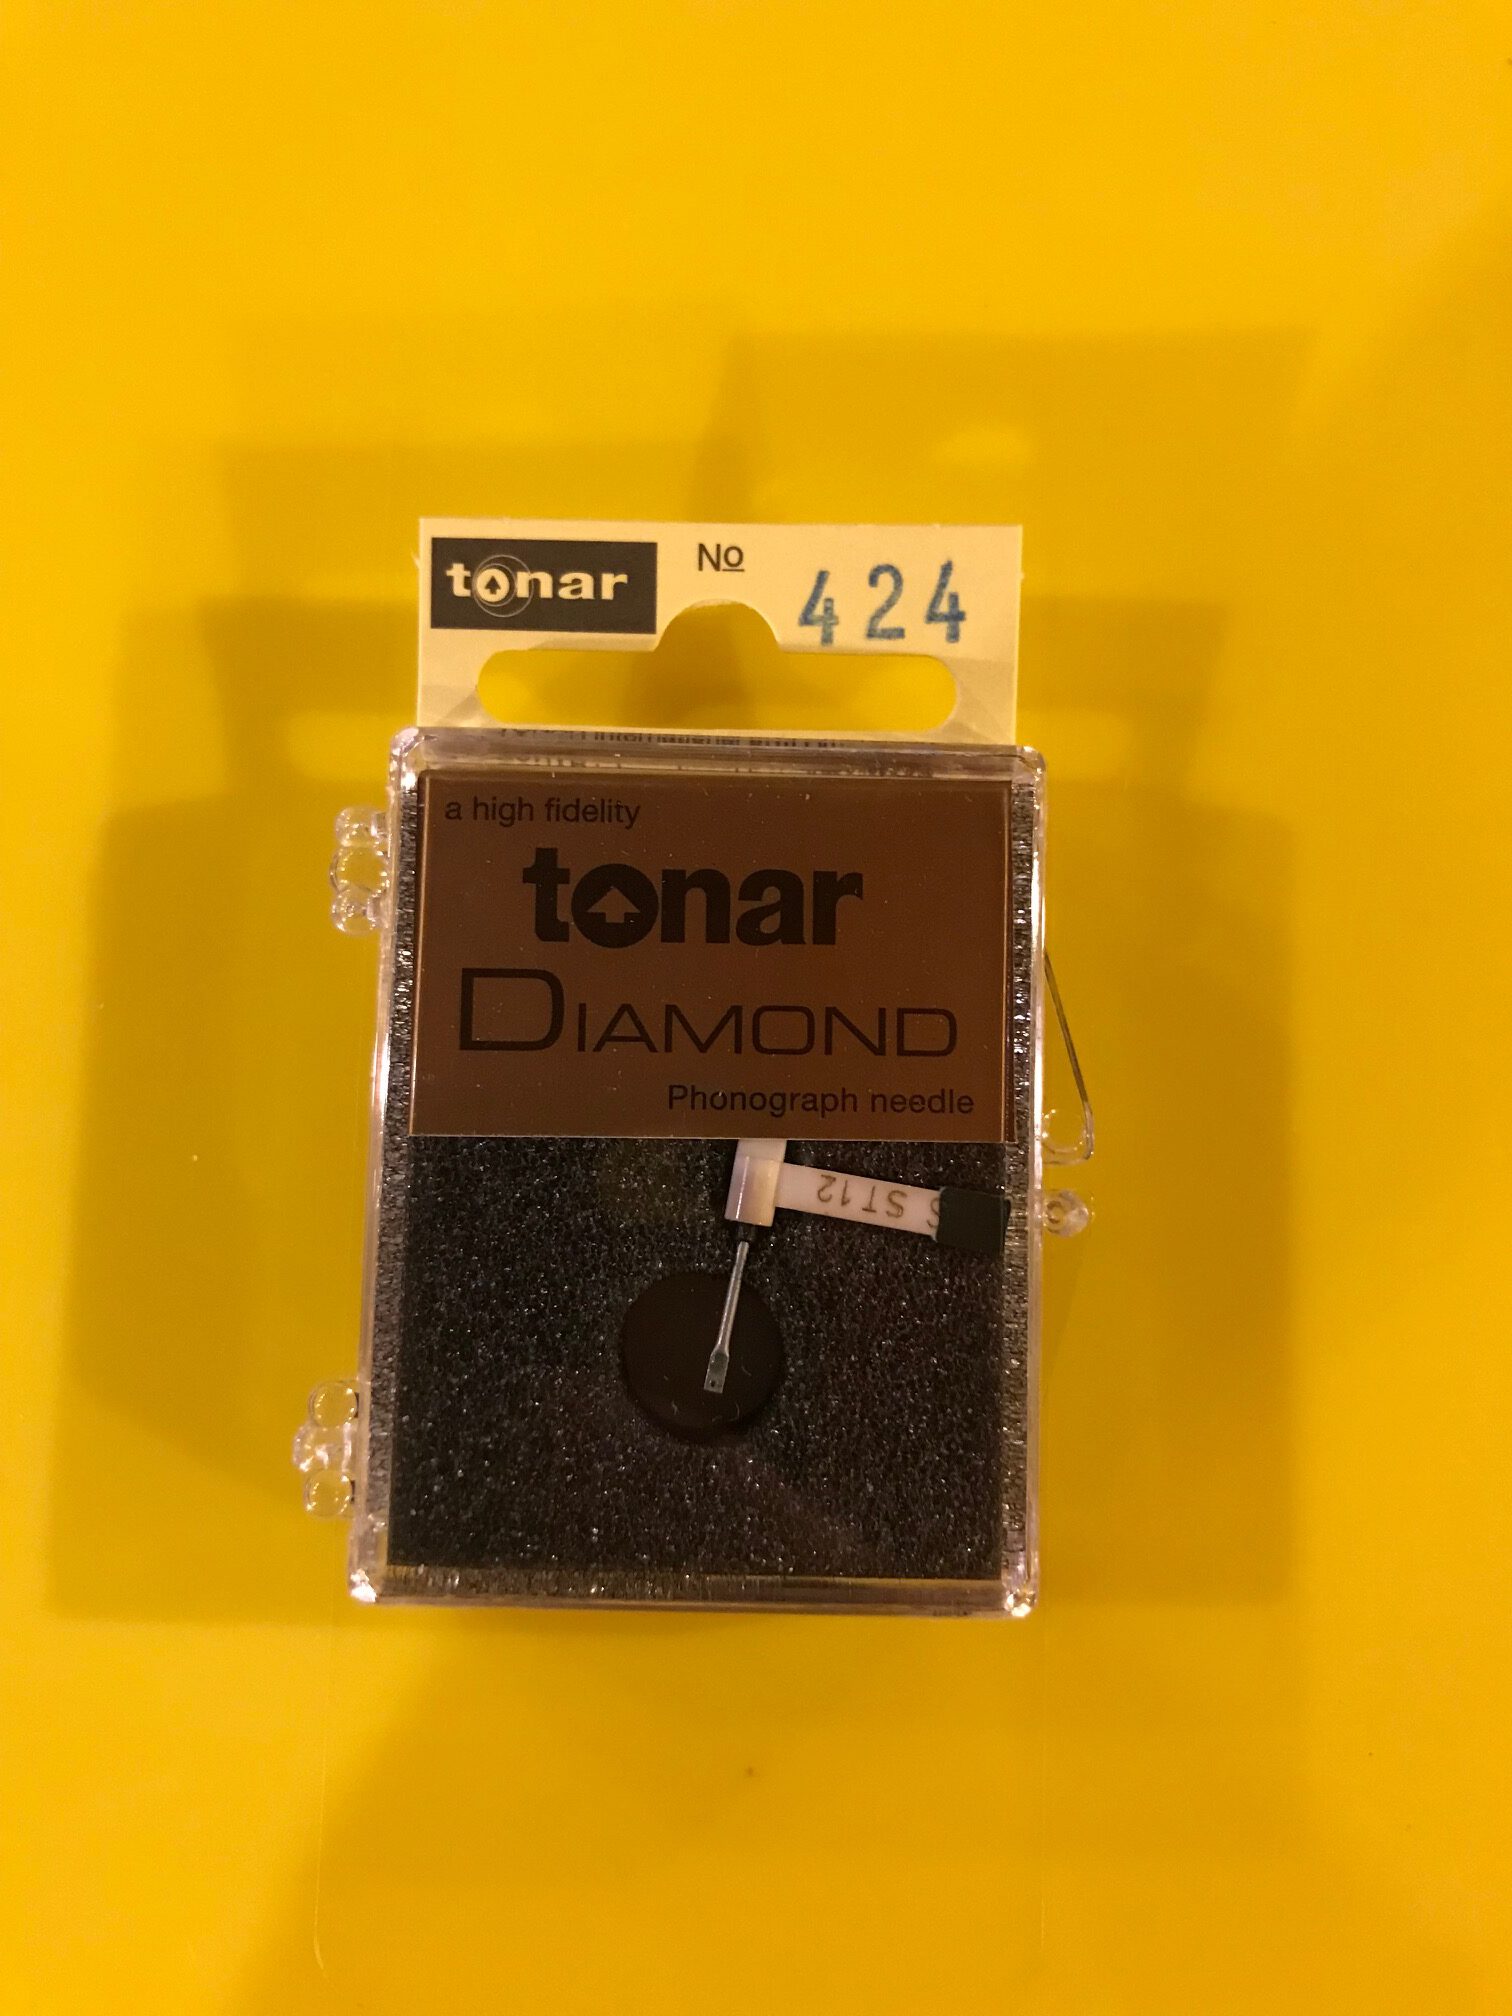 tonar
No 424
a high fidelity
tonar
DIAMOND
Phonograph needle
ST12